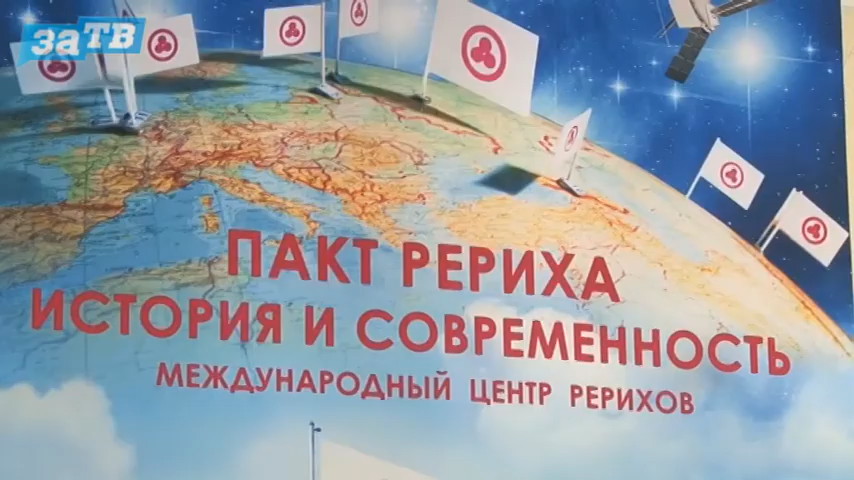 заТВ
ПАКТ РЕРИХА
ИСТОРИЯ И СОВРЕМЕННОСТЬ
МЕЖДУНАРОДНЫЙ ЦЕНТР РЕРИХОВ